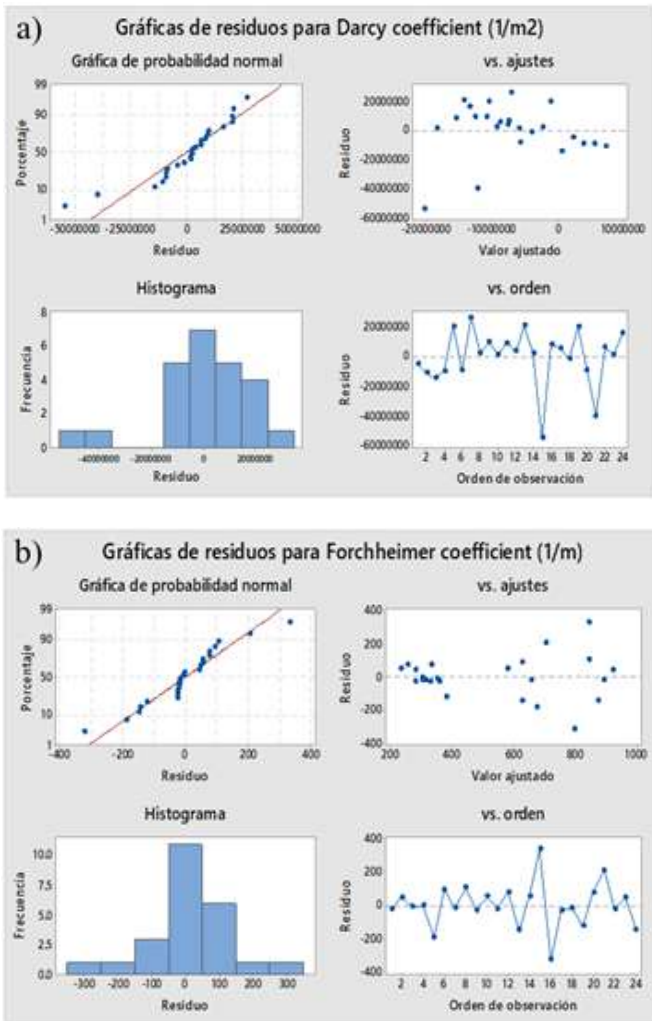 a)
Gráficas de residuos para Darcy coefficient (1/m2)
Gráfica de probabilidad normal
vs. ajustes
99
90
50
10
1
Porcentaje
-50000000 -25000000 0 25000000 50000000
Residuo
20000000
0
-20000000
-40000000
-60000000
Residuo
-20000000 -10000000 0 10000000
Valor ajustado
Histograma
vs. orden
8
6
4
2
0
Frecuencia
-40000000 -20000000 0 20000000
Residuo
20000000
0
-20000000
-40000000
-60000000
Residuo
2 4 6 8 10 12 14 16 18 20 22 24
Orden de observación
b)
Gráficas de residuos para Forchheimer coefficient (1/m)
Gráfica de probabilidad normal
vs. ajustes
99
90
50
10
1
Porcentaje
-400 -200 0 200 400
Residuo
400
200
0
-200
-400
Residuo
200 400 600 800 1000
Valor ajustado
Histograma
vs. orden
10.0
7.5
5.0
2.5
0.0
Frecuencia
-300 -200 -100 0 100 200 300
Residuo
400
200
0
-200
-400
Residuo
2 4 6 8 10 12 14 16 18 20 22 24
Orden de observación